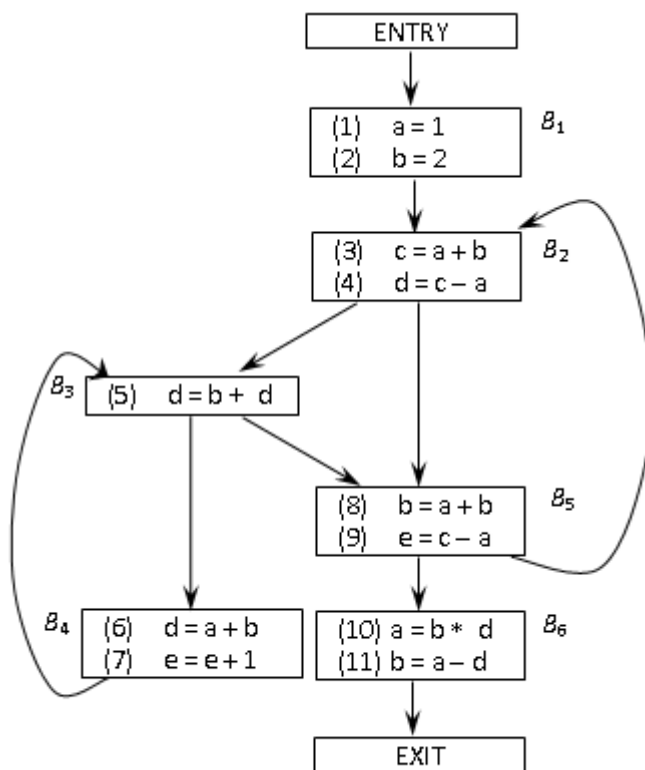 ENTRY
(1) a = 1 B1
(2) b = 2
(3) c = a + b B2
(4) d = c – a
B3 (5) d = b + d
(8) b = a + b B5
(9) e = c – a
B4 (6) d = a + b
(7) e = e + 1
(10) a = b * d B6
(11) b = a – d
EXIT